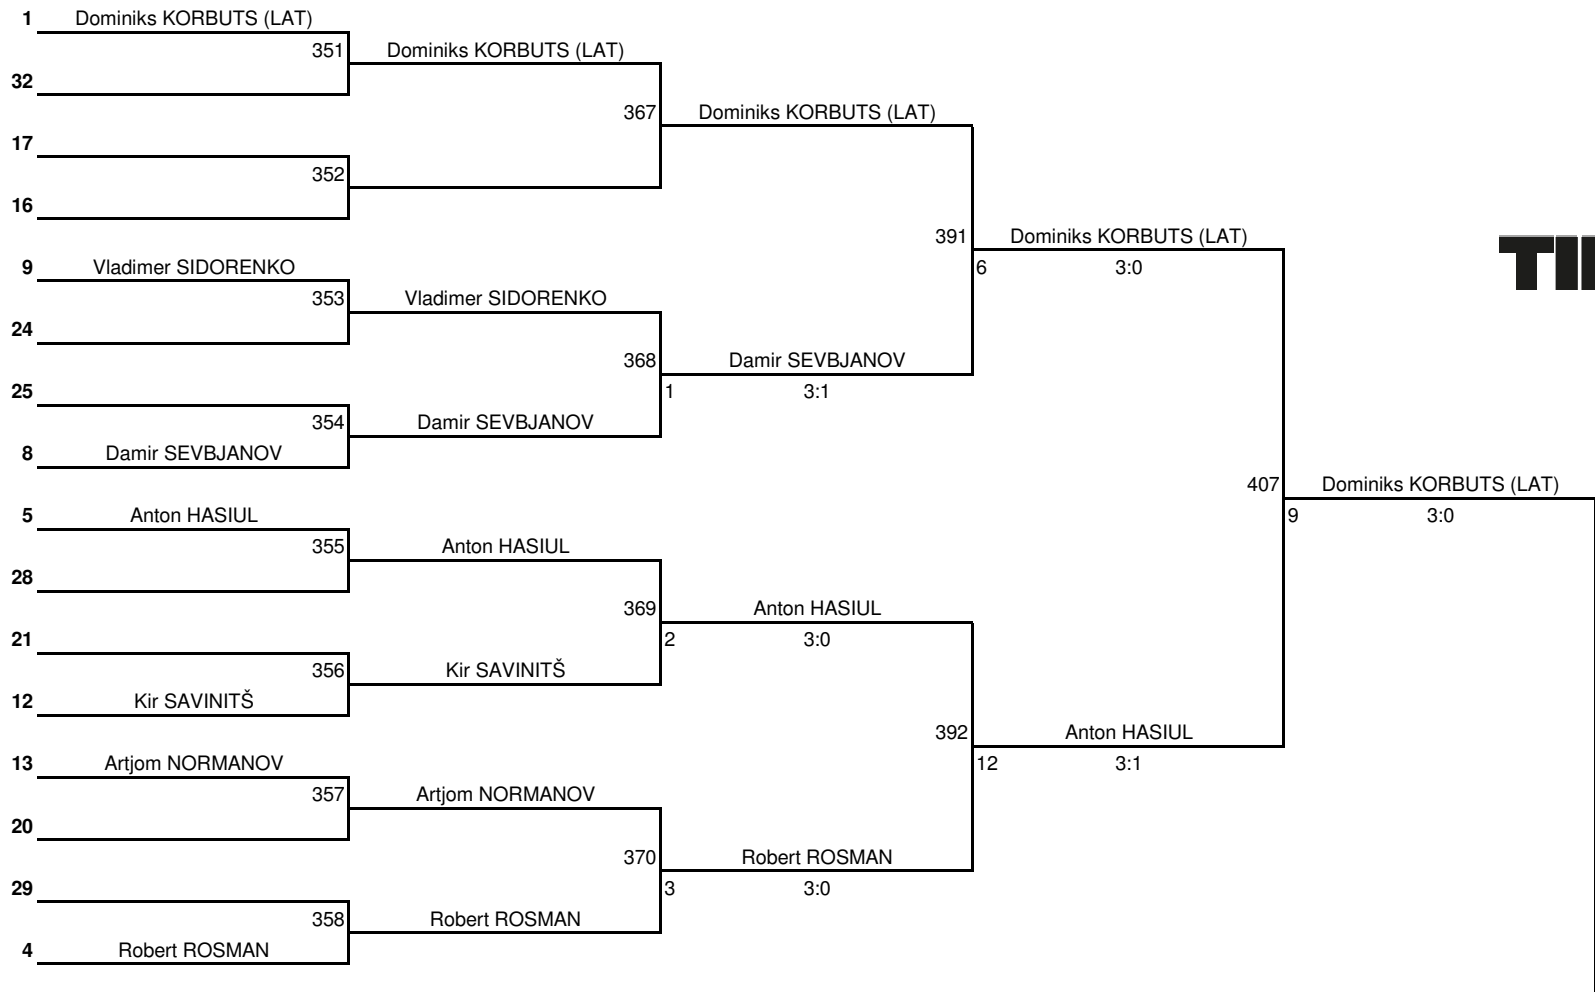 1 Dominiks KORBUTS (LAT)
351 Dominiks KORBUTS (LAT)
32
367 Dominiks KORBUTS (LAT)
17
352
16
391 Dominiks KORBUTS (LAT)
9 Vladimer SIDORENKO
6 3:0
353 Vladimer SIDORENKO
24
368 Damir SEVBJANOV
25
1 3:1
354 Damir SEVBJANOV
8 Damir SEVBJANOV
407 Dominiks KORBUTS (LAT)
5 Anton HASIUL
9 3:0
355 Anton HASIUL
28
369 Anton HASIUL
21
2 3:0
356 Kir SAVINITŠ
12 Kir SAVINITŠ
392 Anton HASIUL
13 Artjom NORMANOV
12 3:1
357 Artjom NORMANOV
20
370 Robert ROSMAN
29
3 3:0
358 Robert ROSMAN
4 Robert ROSMAN